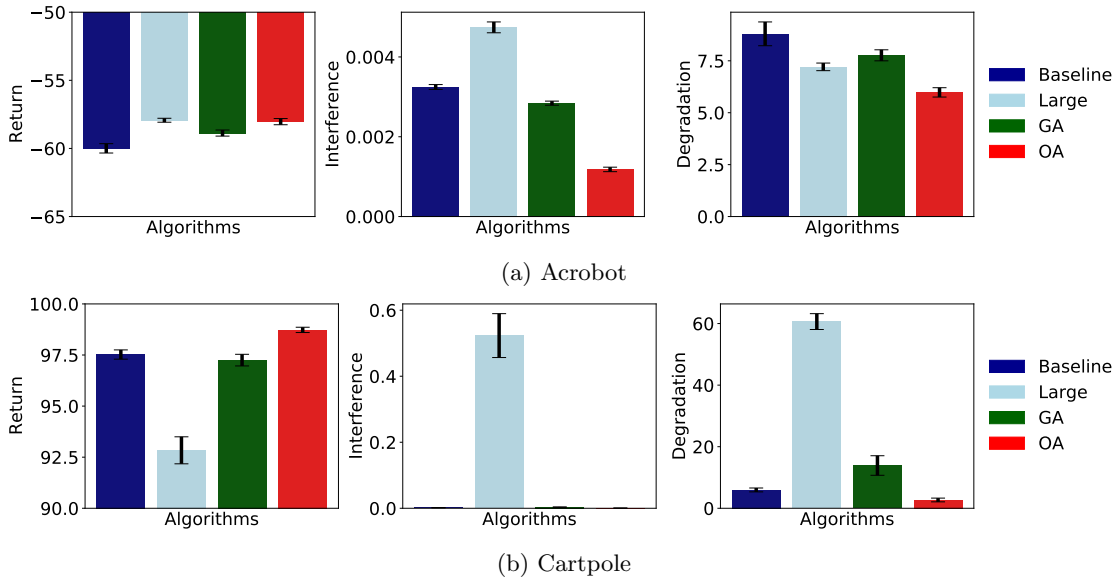 −50
−55
−60
−65
Return
Algorithms
0.004
0.002
0.000
Interference
Algorithms
7.5
5.0
2.5
0.0
Degradation
Algorithms
Baseline
Large
GA
OA
(a) Acrobot
100.0
97.5
95.0
92.5
90.0
Return
Algorithms
0.6
0.4
0.2
0.0
Interference
Algorithms
60
40
20
0
Degradation
Algorithms
Baseline
Large
GA
OA
(b) Cartpole